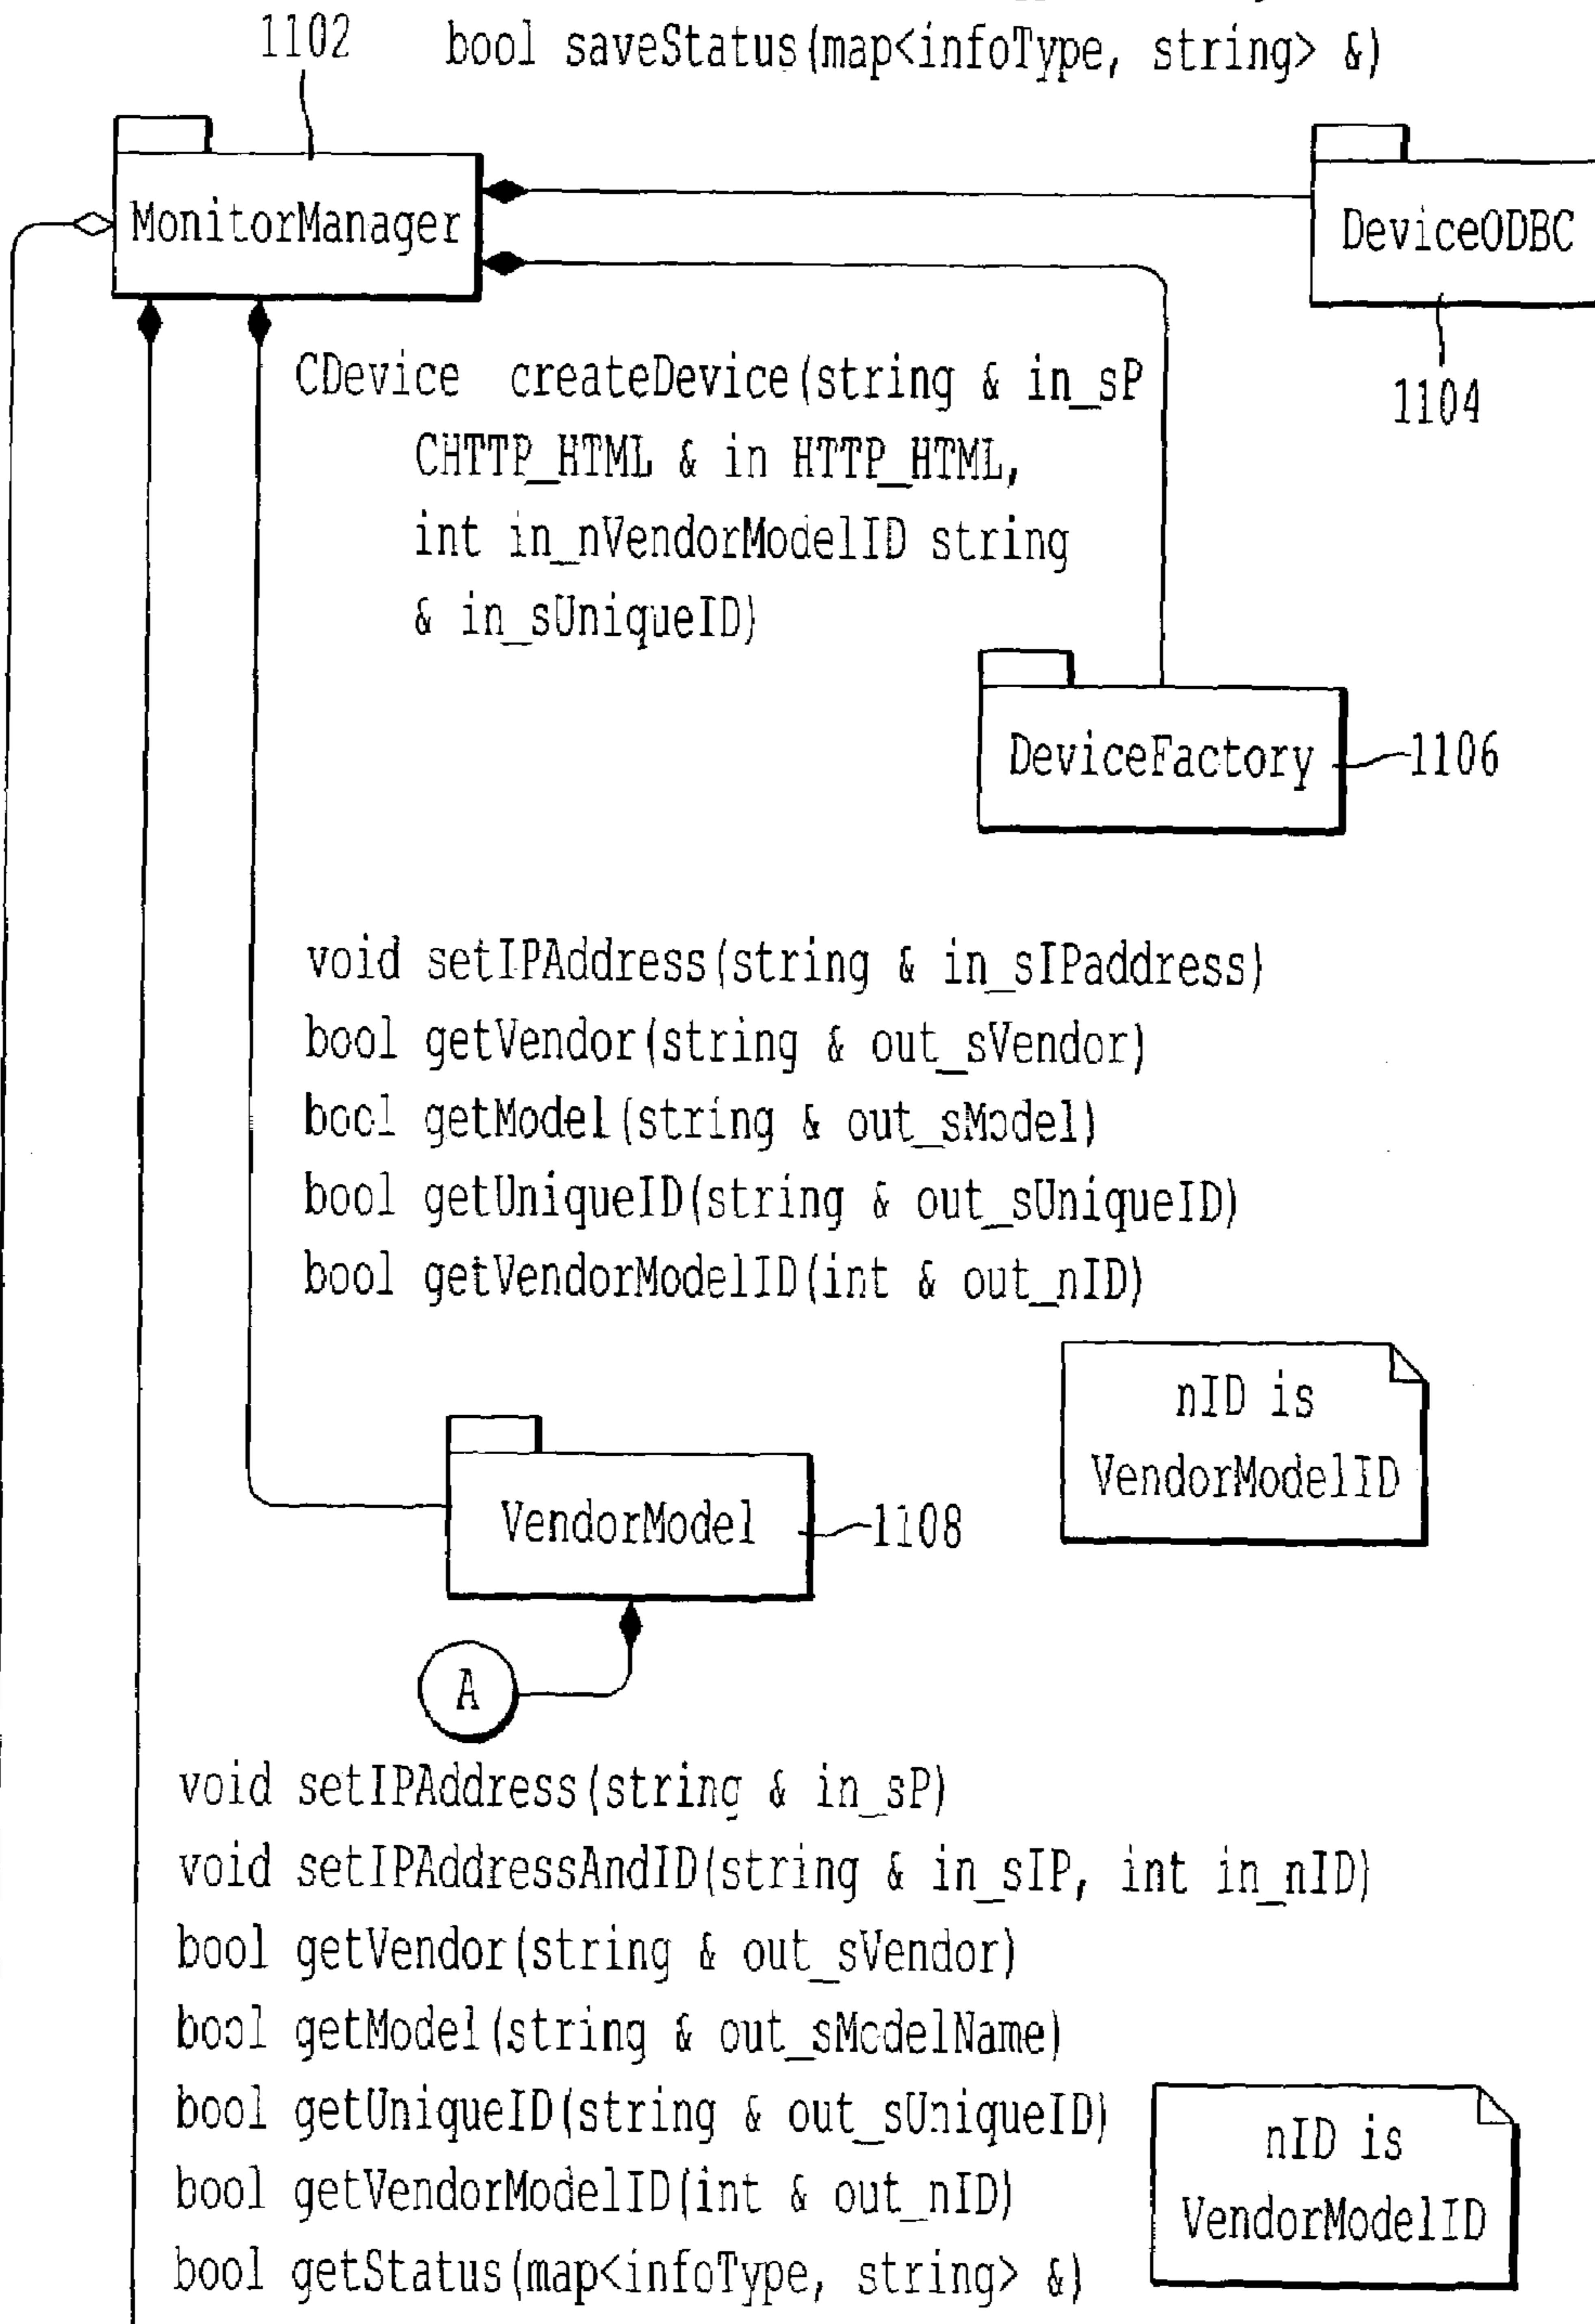 1102
bool saveStatus(map<infoType, string> &)
MonitorManager
DeviceODBC
1104
CDevice createDevice(string & in_sP
CHTTP_HTML & in HTTP_HTML,
int in_nVendorModelID string
& in_sUniqueID)
DeviceFactory
1106
void setIPAddress(string & in_sIPaddress)
bool getVendor(string & out_sVendor)
bool getModel(string & out_sModel)
bool getUniqueID(string & out_sUniqueID)
bool getVendorModelID(int & out_nID)
nID is
VendorModelID
VendorModel
1108
A
void setIPAddress(string & in_sP)
void setIPAddressAndID(string & in_sIP, int in_nID)
bool getVendor(string & out_sVendor)
bool getModel(string & out_sModelName)
bool getUniqueID(string & out_sUniqueID)
bool getVendorModelID(int & out_nID)
bool getStatus(map<infoType, string> &)
nID is
VendorModelID